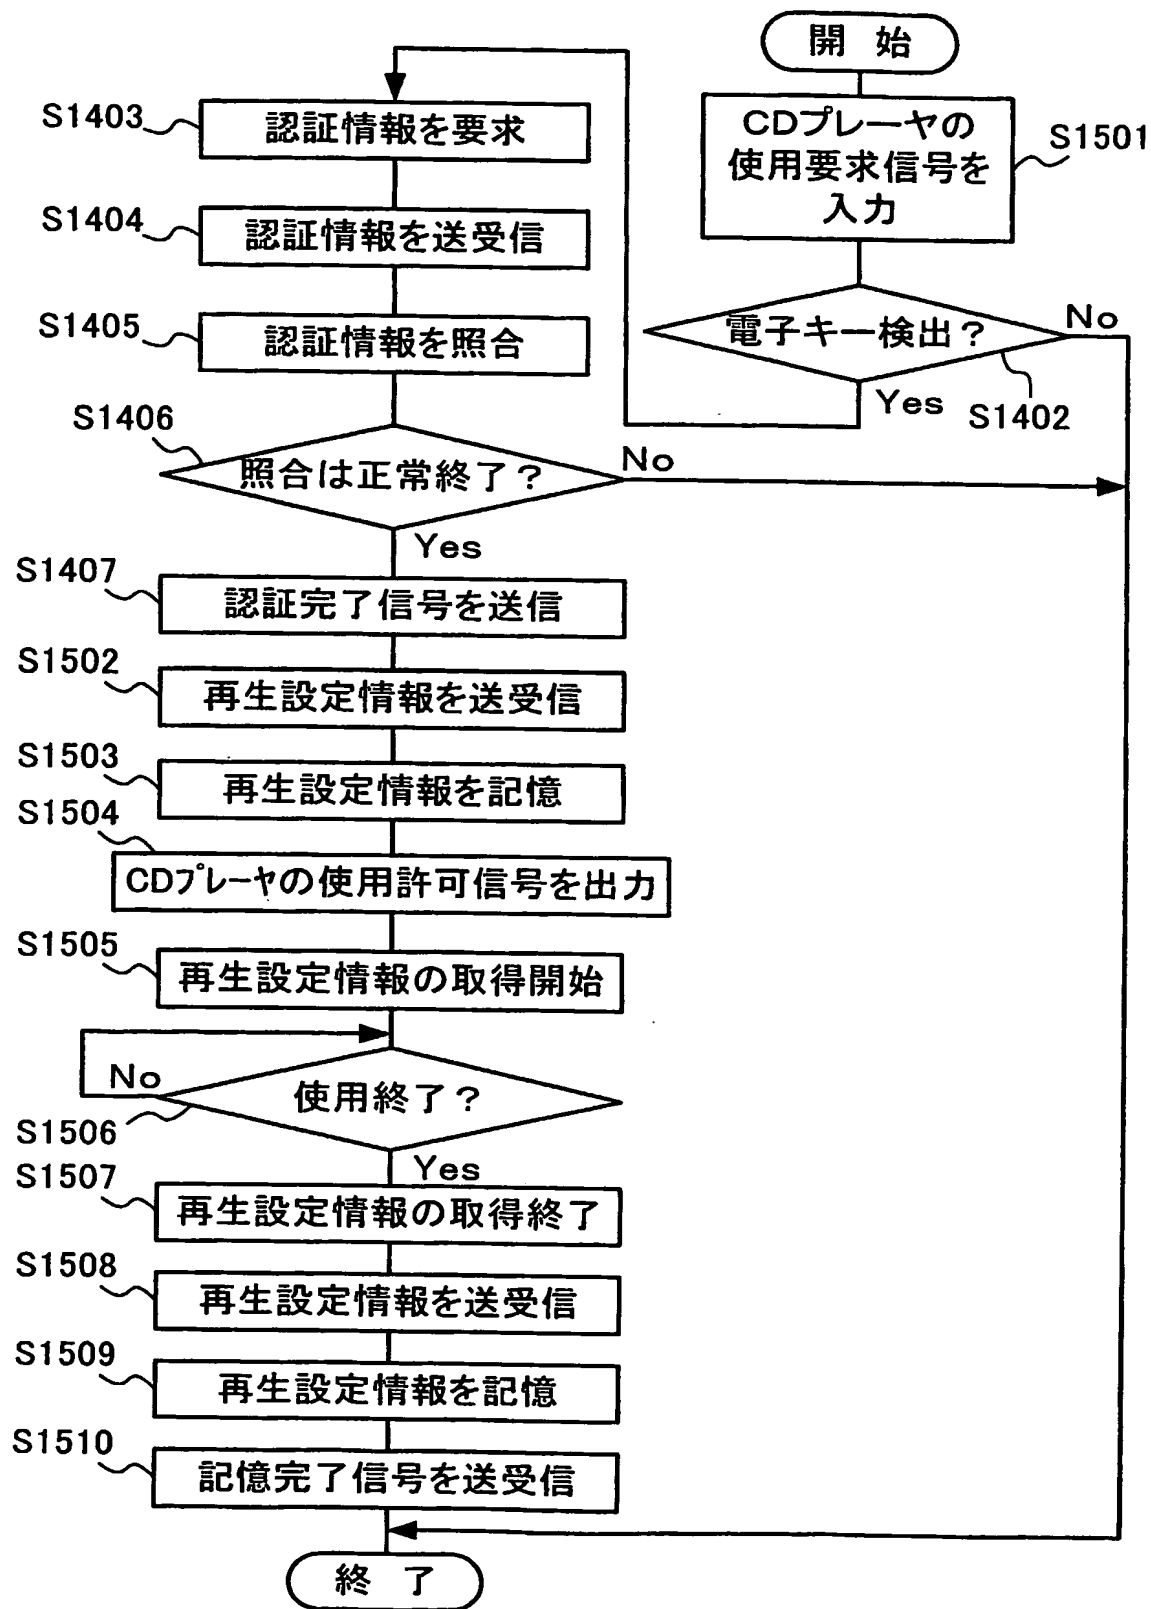 開始
CDプレーヤの
使用要求信号を
入力
S1501
電子キー検出?
No
Yes
S1402
S1403
認証情報を要求
S1404
認証情報を送受信
S1405
認証情報を照合
S1406
照合は正常終了?
No
Yes
S1407
認証完了信号を送信
S1502
再生設定情報を送受信
S1503
再生設定情報を記憶
S1504
CDプレーヤの使用許可信号を出力
S1505
再生設定情報の取得開始
No
使用終了?
S1506
Yes
S1507
再生設定情報の取得終了
S1508
再生設定情報を送受信
S1509
再生設定情報を記憶
S1510
記憶完了信号を送受信
終了